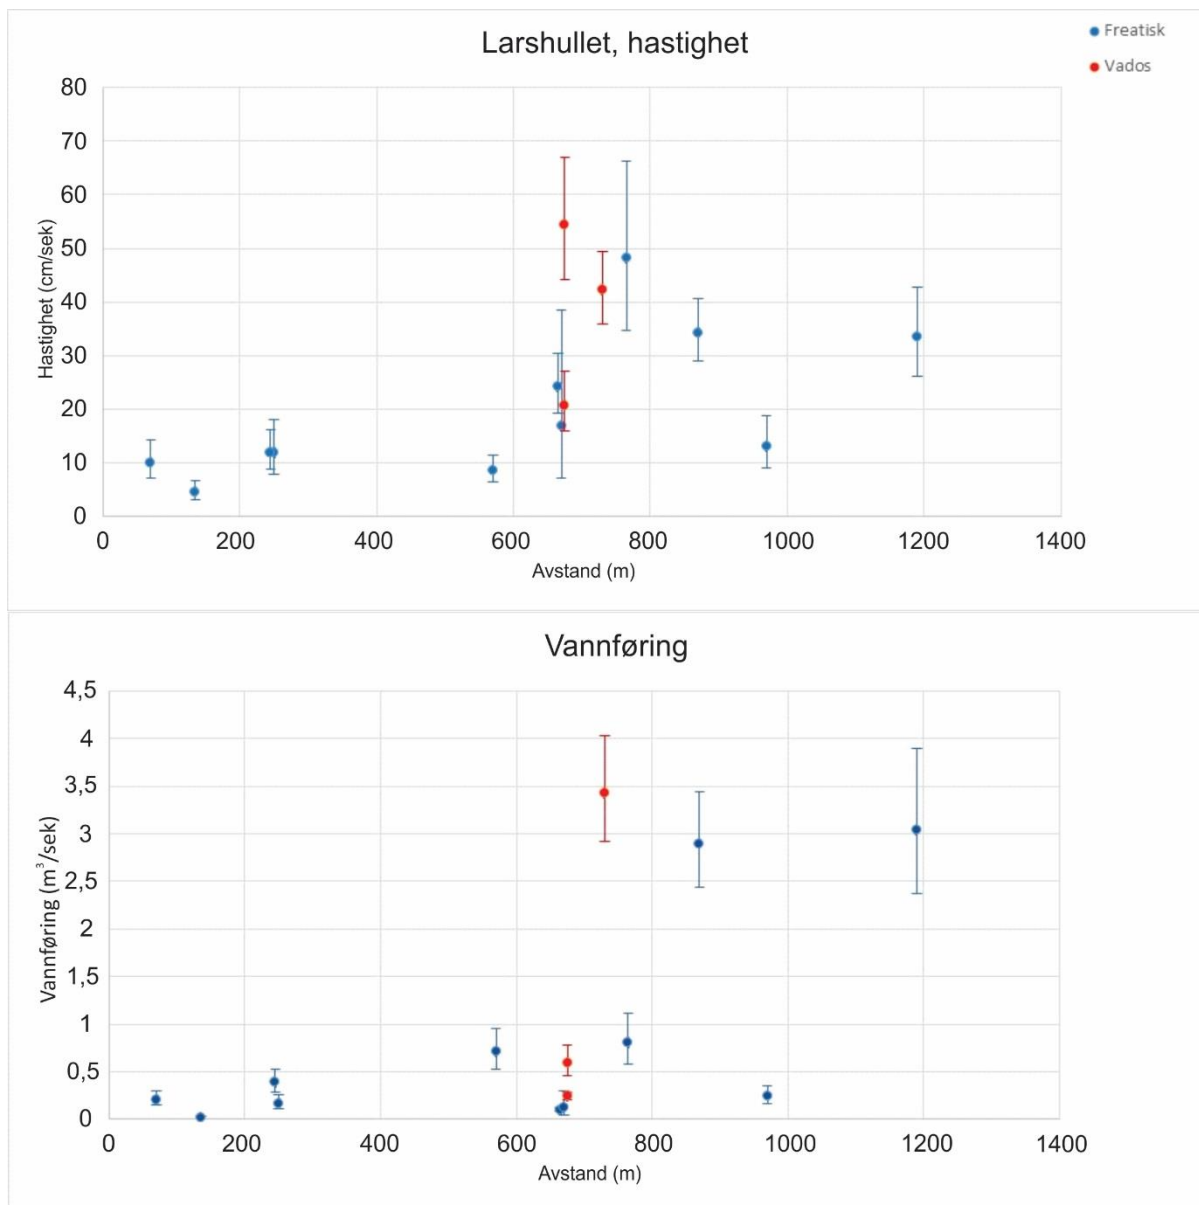 Larshullet, hastighet
Freatisk
Vados
80
70
60
50
40
30
20
10
0
Hastighet (cm/sek)
0 200 400 600 800 1000 1200 1400
Avstand (m)
Vannføring
4,5
4
3,5
3
2,5
2
1,5
1
0,5
0
Vannføring (m³/sek)
0 200 400 600 800 1000 1200 1400
Avstand (m)